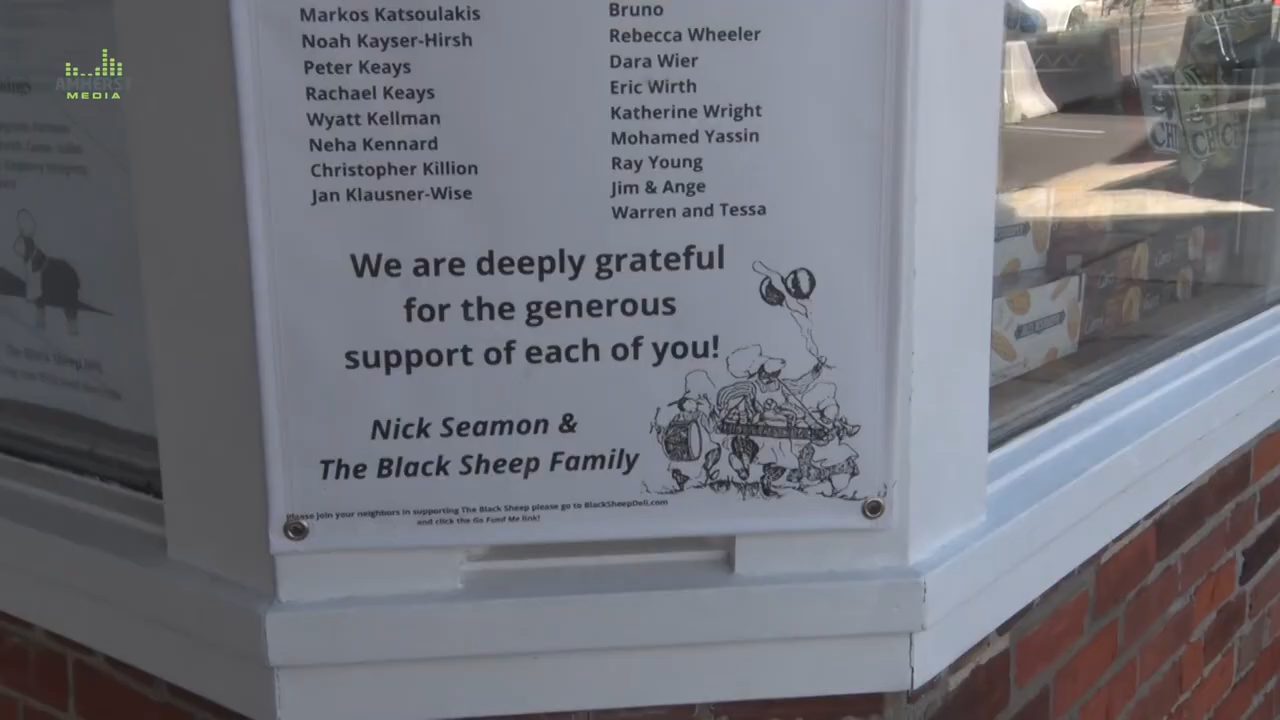 AMHERST
MEDIA
Markos Katsoulakis
Noah Kayser-Hirsh
Peter Keays
Rachael Keays
Wyatt Kellman
Neha Kennard
Christopher Killion
Jan Klausner-Wise
Bruno
Rebecca Wheeler
Dara Wier
Eric Wirth
Katherine Wright
Mohamed Yassin
Ray Young
Jim & Ange
Warren and Tessa
We are deeply grateful
for the generous
support of each of you!
Nick Seamon &
The Black Sheep Family
Please join your neighbors in supporting The Black Sheep please go to BlackSheepDeli.com
and click the Go Fund Me link!